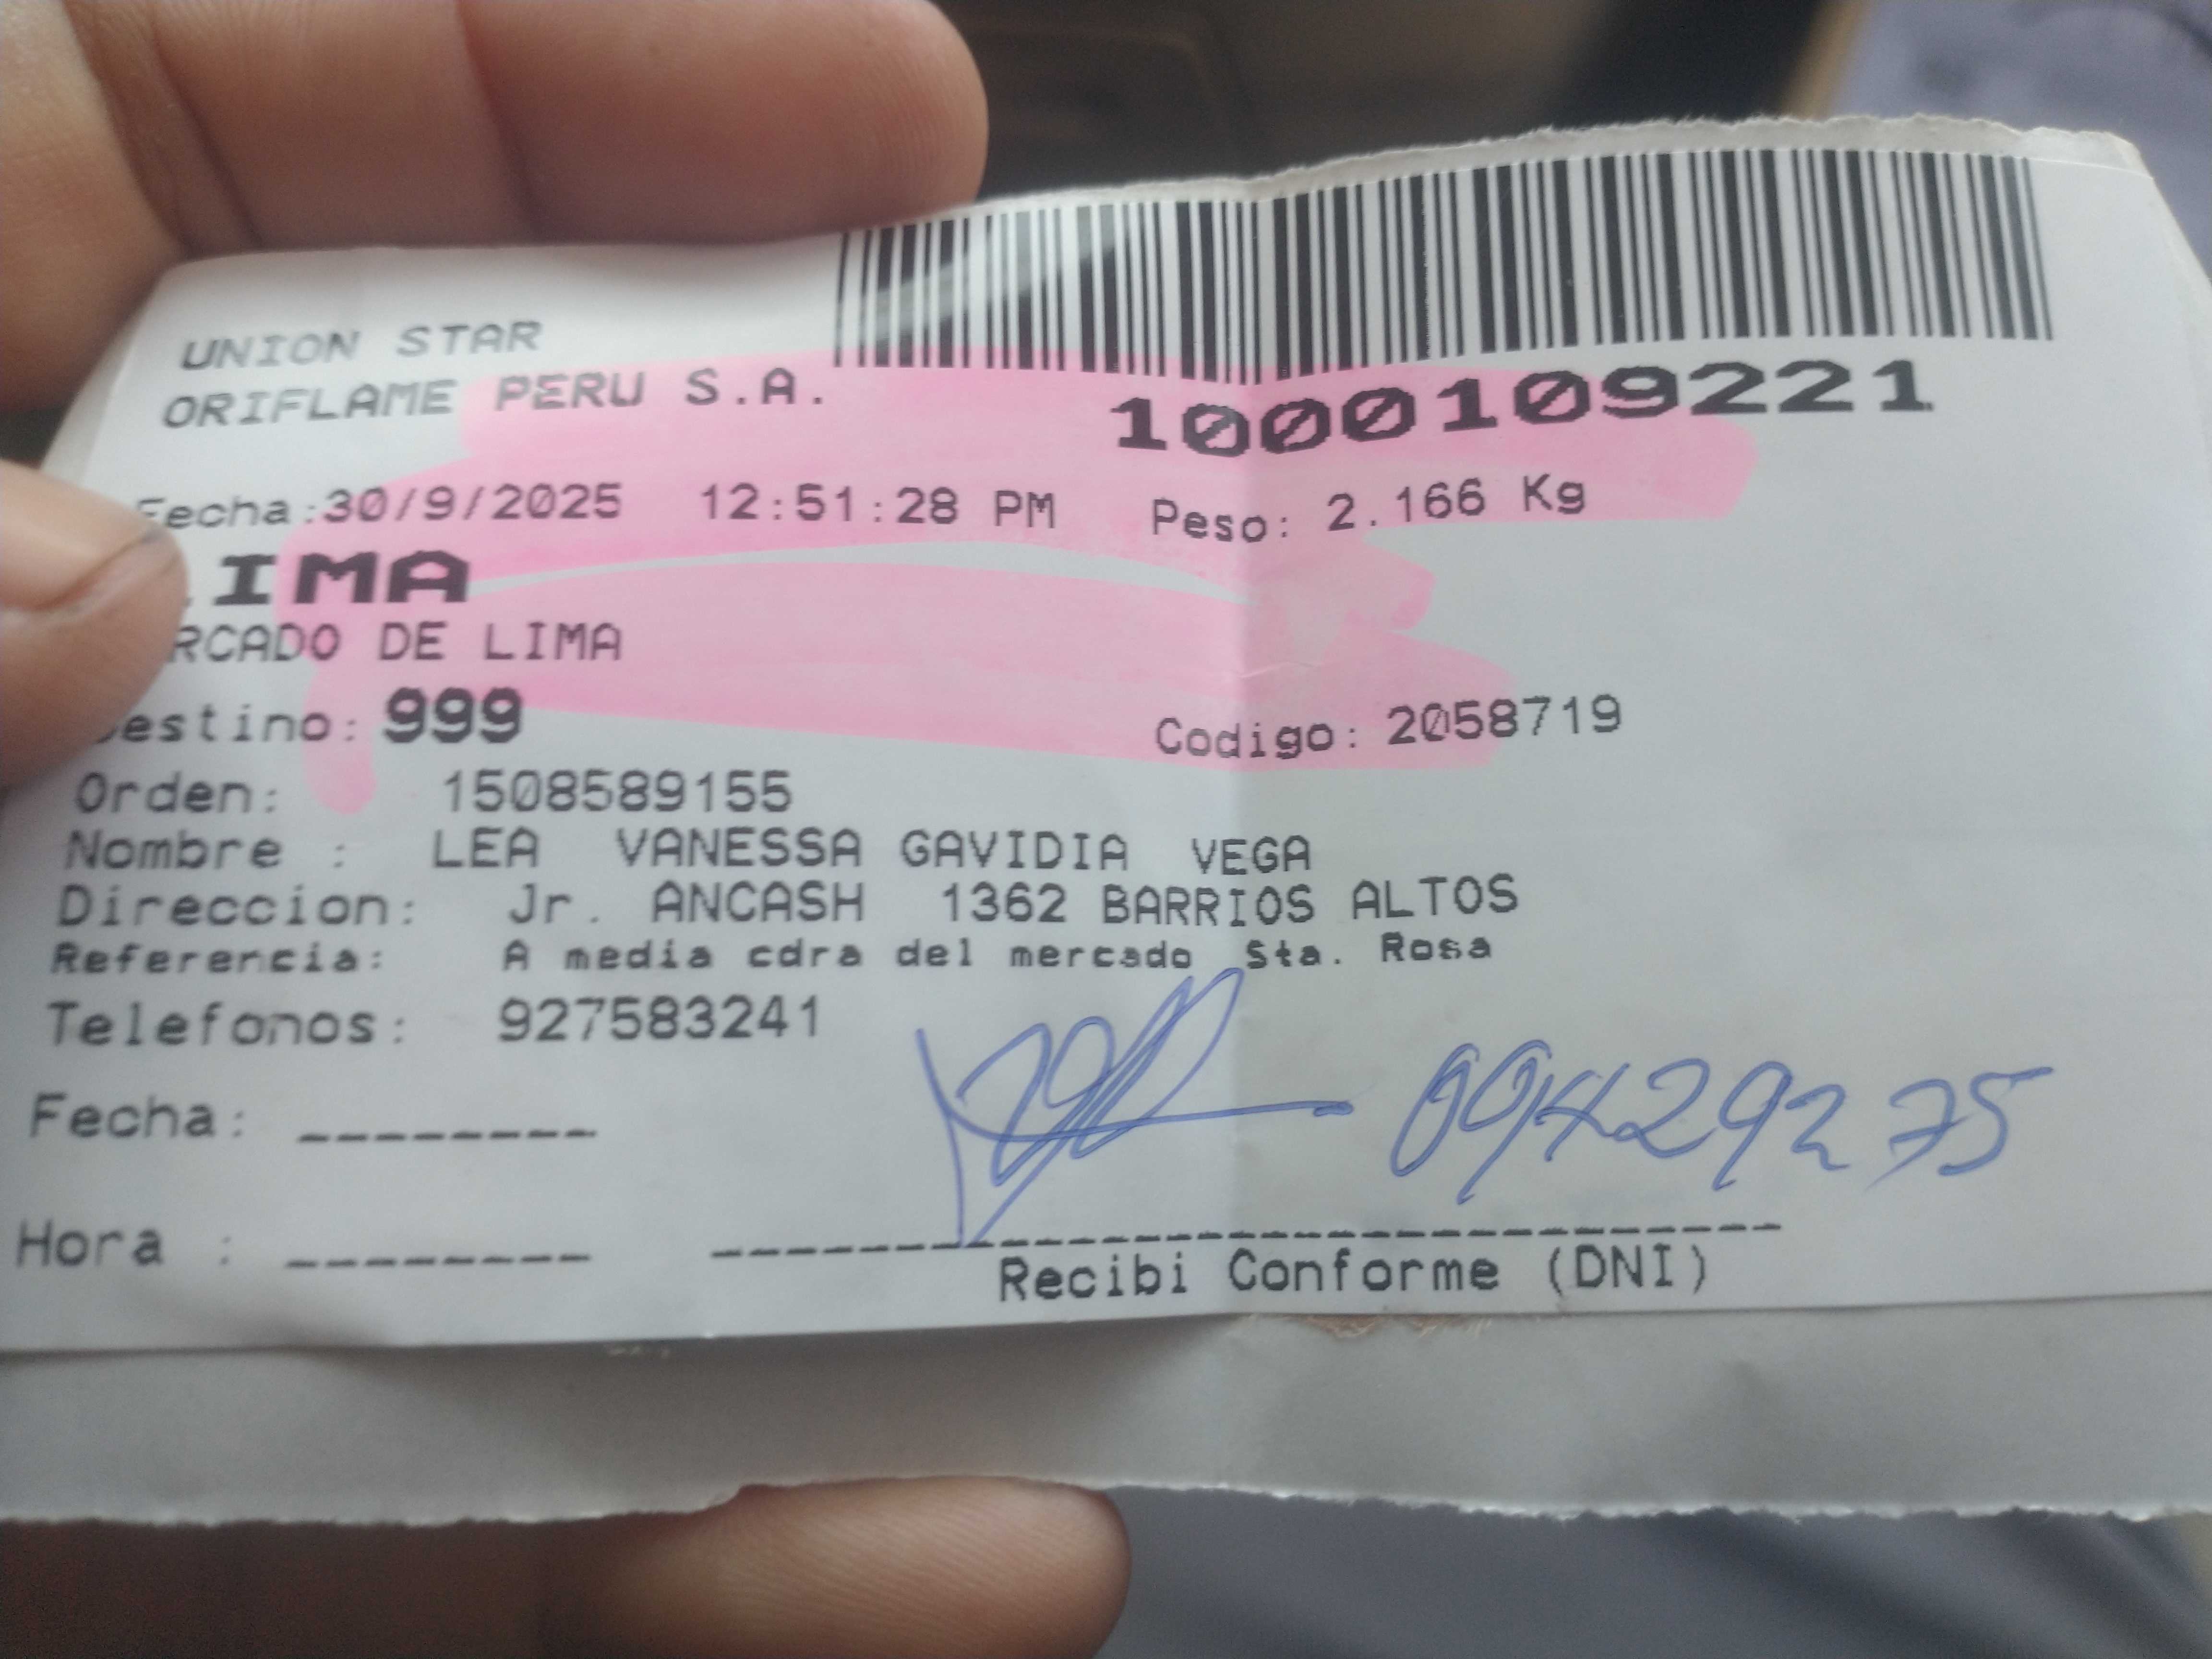 UNION STAR
ORIFLAME PERU S.A.
1000109221
Fecha:30/9/2025 12:51:28 PM Peso: 2.166 Kg
IMA
RCADO DE LIMA
estino: 999 Codigo: 2058719
Orden: 1508589155
Nombre : LEA VANESSA GAVIDIA VEGA
Direccion: Jr. ANCASH 1362 BARRIOS ALTOS
Referencia: A media cdra del mercado Sta. Rosa
Telefonos: 927583241
09429275
Fecha: --------
Hora : --------
Recibi Conforme (DNI)